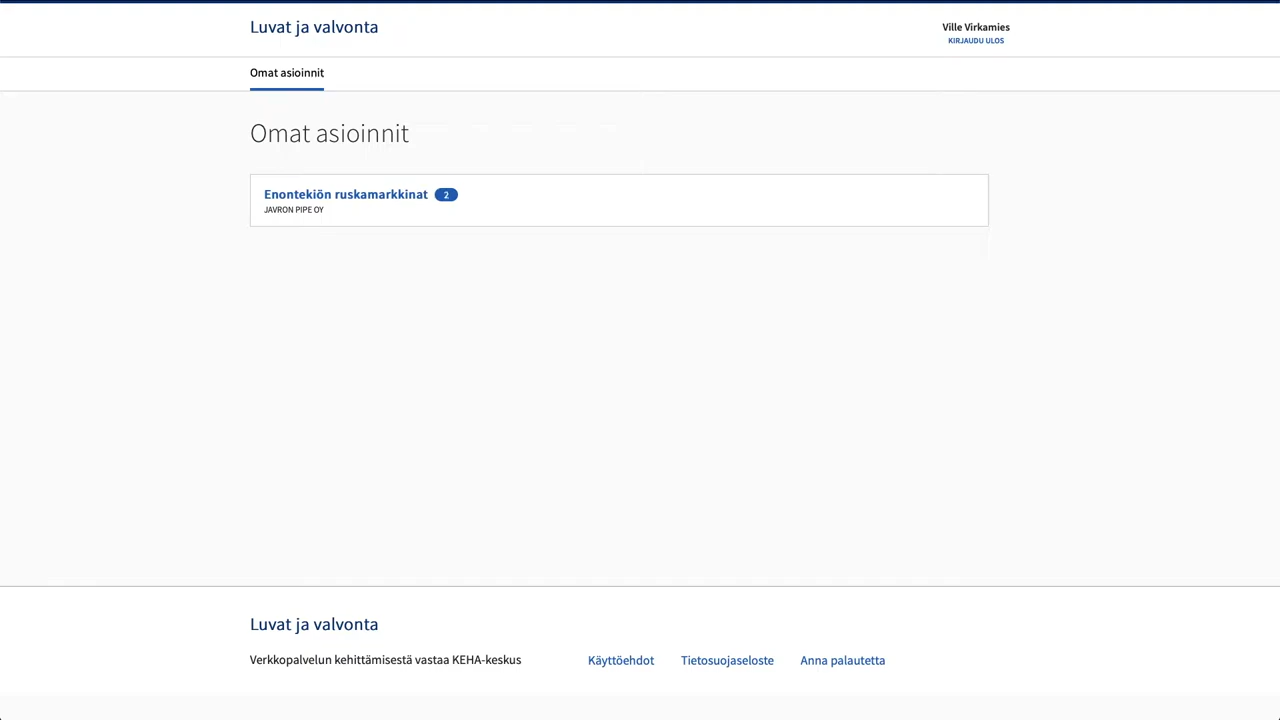 Luvat ja valvonta
Ville Virkamies
KIRJAUDU ULOS
Omat asioinnit
Omat asioinnit
Enontekiön ruskamarkkinat 2
JAVRON PIPE OY
Luvat ja valvonta
Verkkopalvelun kehittämisestä vastaa KEHA-keskus
Käyttöehdot Tietosuojaseloste Anna palautetta